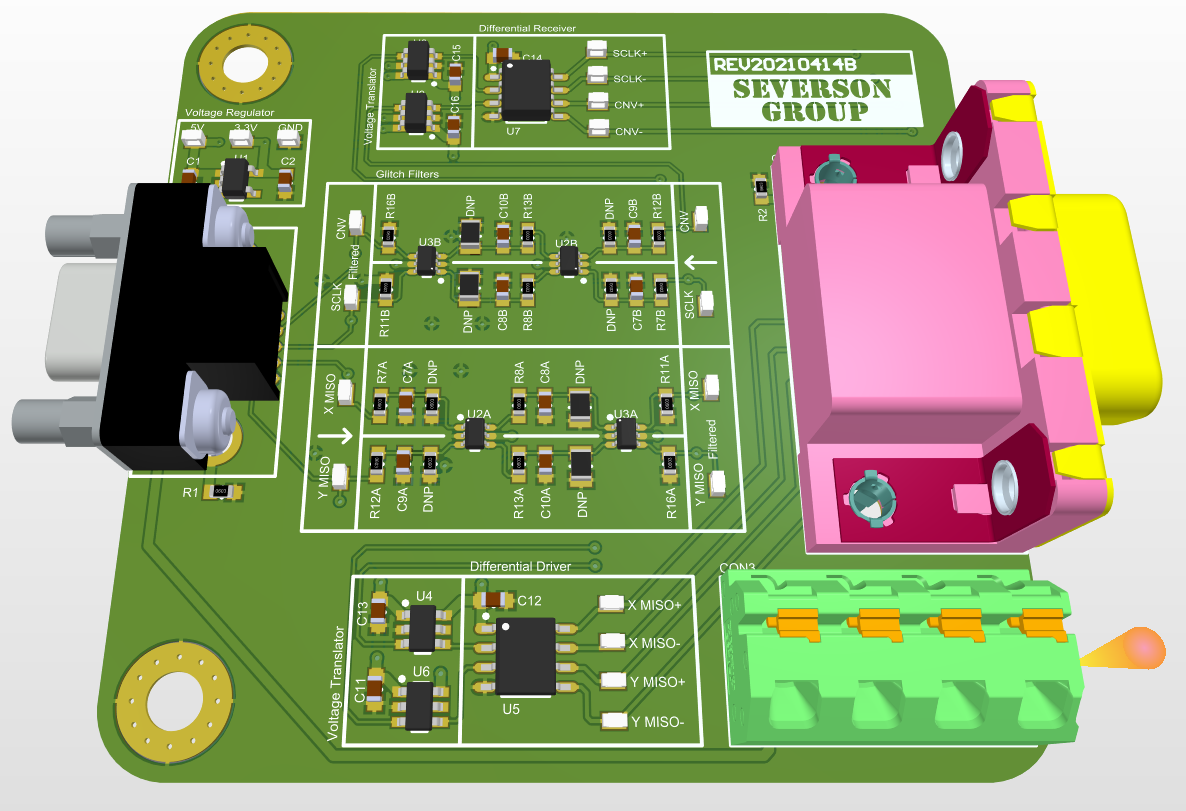 Differential Receiver
C15
C14
SCLK+
SCLK-
CNV+
CNV-
C16
U7
Voltage Translator
REV20210414B
SEVERSON
GROUP
Voltage Regulator
5V
3.3V
GND
C1
U1
C2
R2
Glitch Filters
CNV
SCLK
Filtered
R16B
DNP
C10B
R13B
DNP
C9B
R12B
CNV
U3B
U2B
R11B
DNP
C8B
R8B
DNP
C7B
R7B
SCLK
X MISO
Y MISO
R7A
C7A
DNP
R8A
C8A
DNP
R11A
X MISO
U2A
U3A
R12A
C9A
DNP
R13A
C10A
DNP
R16A
Y MISO
Filtered
R1
Differential Driver
CON3
C13
U4
C12
X MISO+
X MISO-
Y MISO+
Y MISO-
C11
U6
U5
Voltage Translator